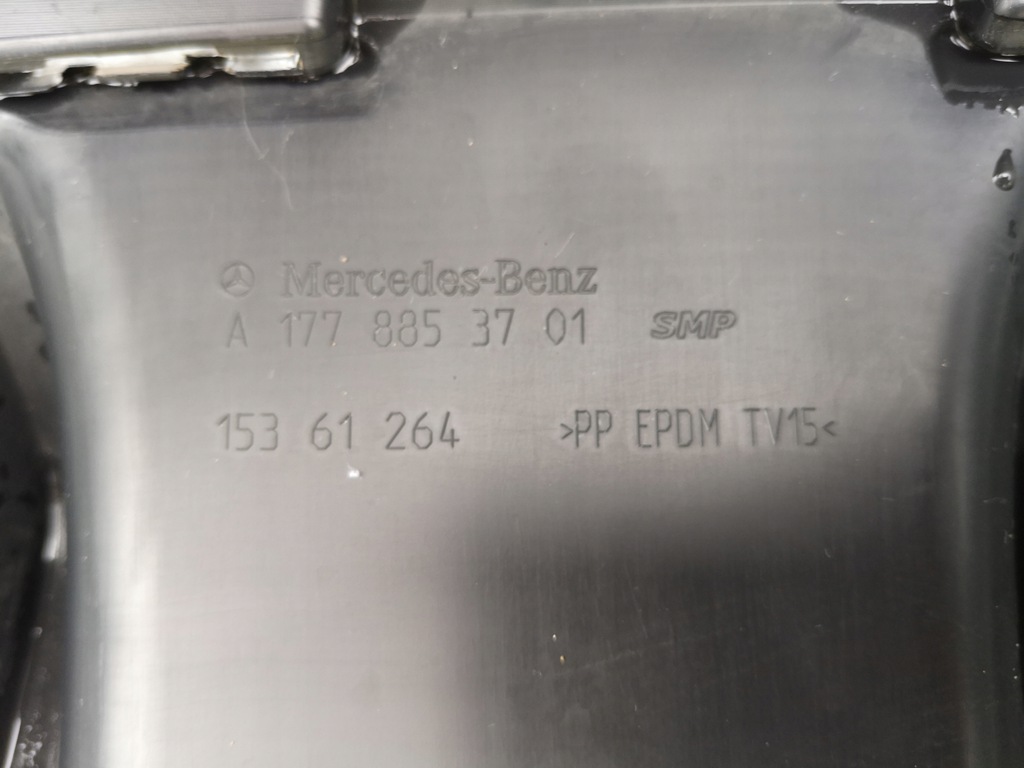 Mercedes-Benz
A 177 885 37 01 SMP
153 61 264 >PP EPDM TV15<